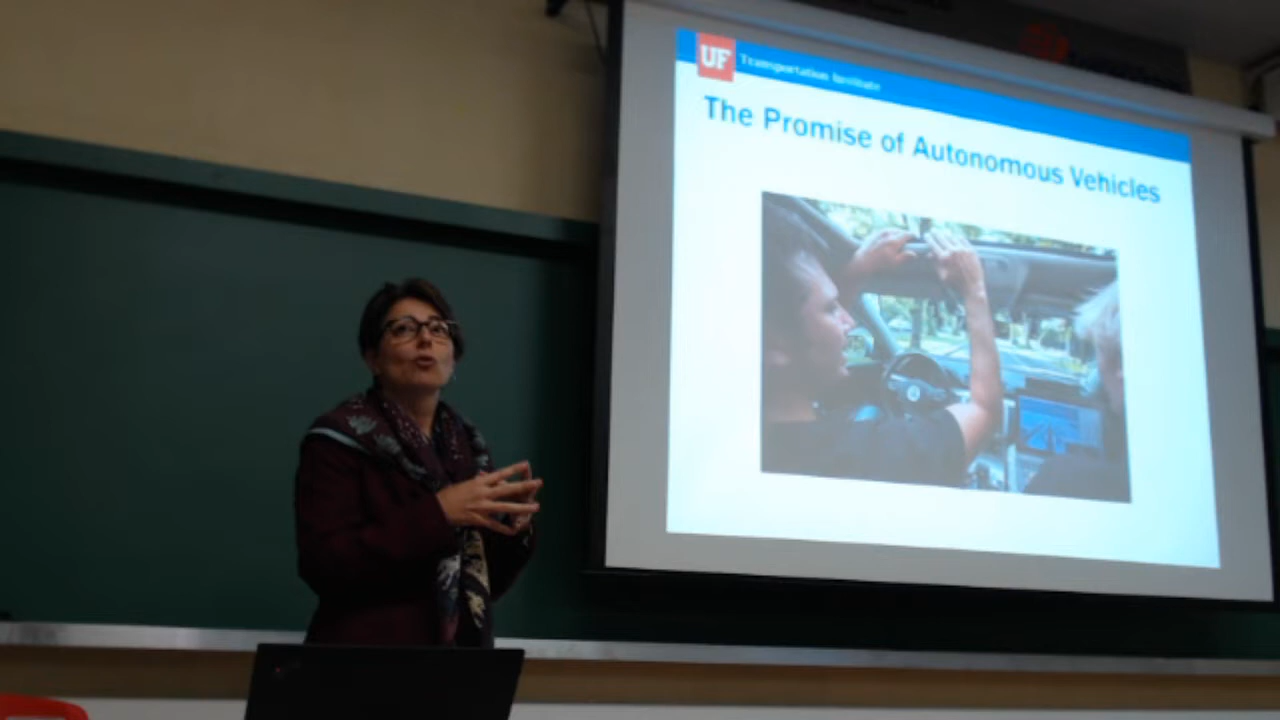 UF
Transportation Institute
The Promise of Autonomous Vehicles